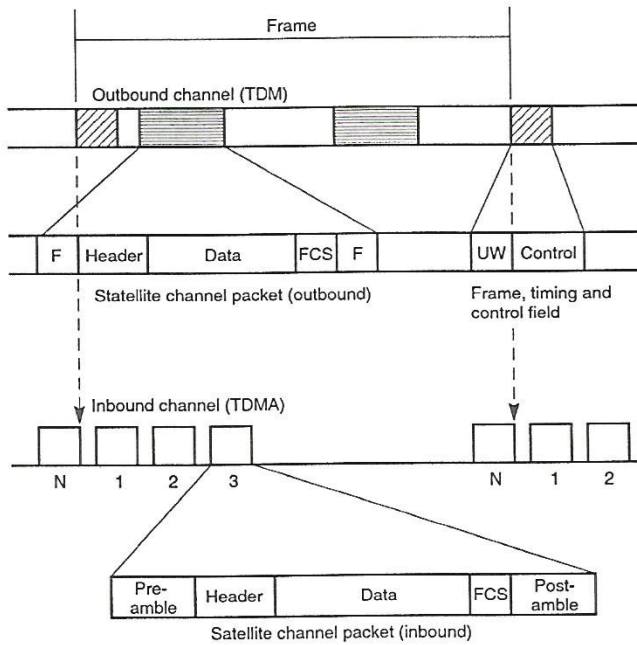 Frame
Outbound channel (TDM)
F Header Data FCS F UW Control
Statellite channel packet (outbound)
Frame, timing and
control field
Inbound channel (TDMA)
N 1 2 3 N 1 2
Pre-
amble Header Data FCS Post-
amble
Satellite channel packet (inbound)